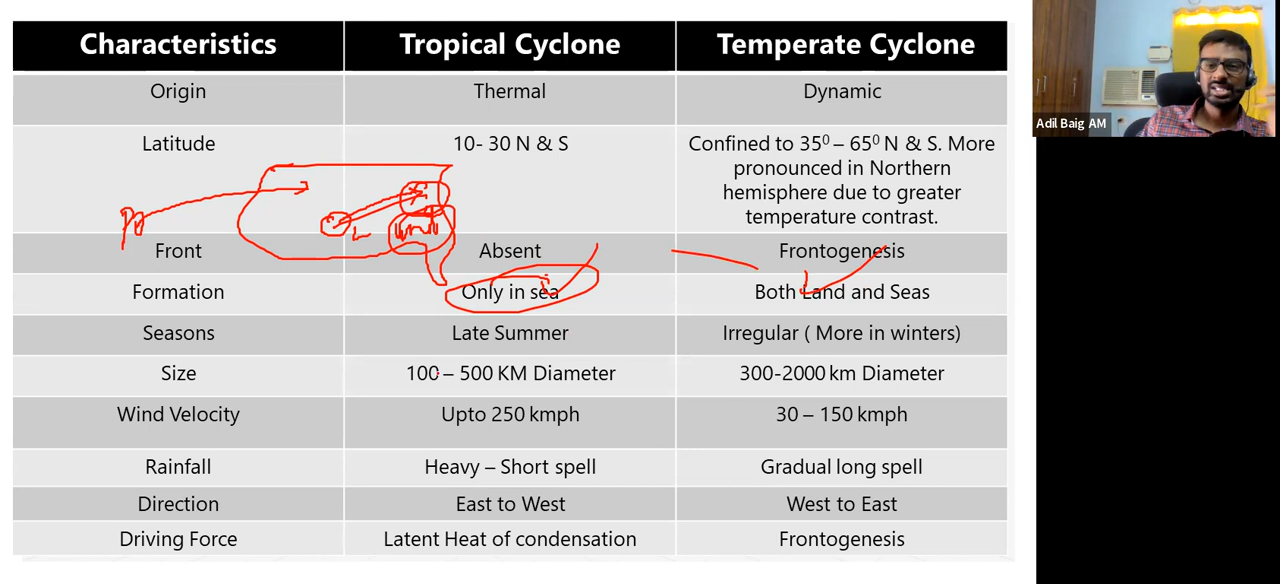 Characteristics Tropical Cyclone Temperate Cyclone
Origin Thermal Dynamic
Latitude 10- 30 N & S Confined to 35⁰ – 65⁰ N & S. More
pronounced in Northern
hemisphere due to greater
temperature contrast.
Front Absent Frontogenesis
Formation Only in sea Both Land and Seas
Seasons Late Summer Irregular ( More in winters)
Size 100 – 500 KM Diameter 300-2000 km Diameter
Wind Velocity Upto 250 kmph 30 – 150 kmph
Rainfall Heavy – Short spell Gradual long spell
Direction East to West West to East
Driving Force Latent Heat of condensation Frontogenesis
Adil Baig AM